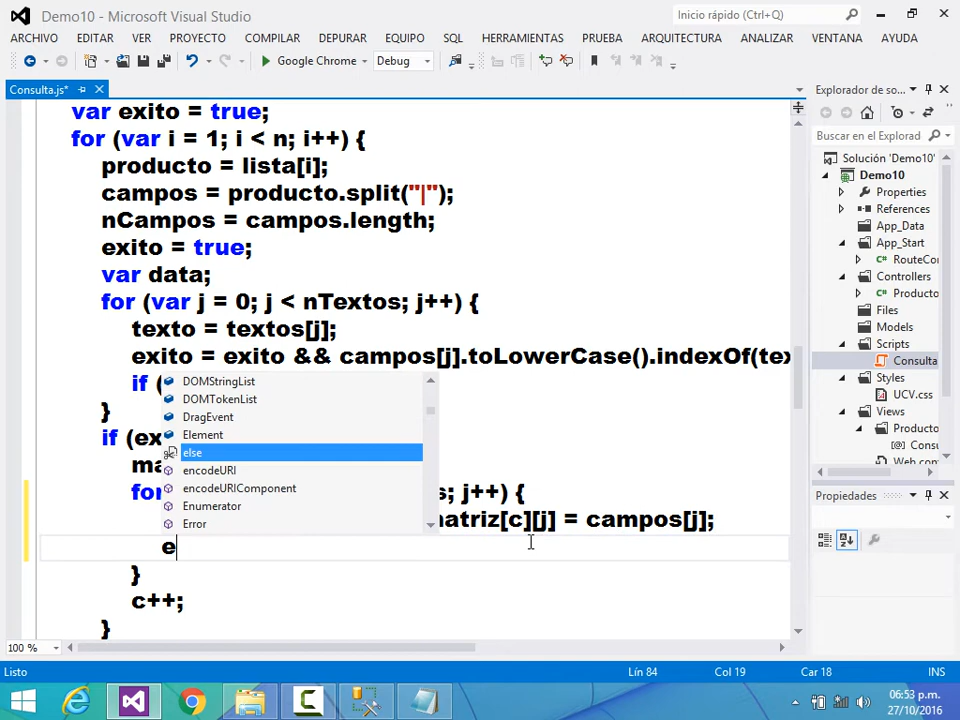 Demo10 - Microsoft Visual Studio
Inicio rápido (Ctrl+Q)
ARCHIVO EDITAR VER PROYECTO COMPILAR DEPURAR EQUIPO SQL HERRAMIENTAS PRUEBA ARQUITECTURA ANALIZAR VENTANA AYUDA
Google Chrome Debug
Consulta.js*
var exito = true;
for (var i = 1; i < n; i++) {
producto = lista[i];
campos = producto.split("|");
nCampos = campos.length;
exito = true;
var data;
for (var j = 0; j < nTextos; j++) {
texto = textos[j];
exito = exito && campos[j].toLowerCase().indexOf(tex
if (
}
if (ex
ma
for s; j++) {
matriz[c][j] = campos[j];
e
}
c++;
}
DOMStringList
DOMTokenList
DragEvent
Element
else
encodeURI
encodeURIComponent
Enumerator
Error
100 %
Explorador de so...
Buscar en el Explorad
Solución 'Demo10'
Demo10
Properties
References
App_Data
App_Start
RouteCo
Controllers
Producto
Files
Models
Scripts
Consulta
Styles
UCV.css
Views
Produc
Consu
Propiedades
Listo Lín 84 Col 19 Car 18 INS
06:53 p.m.
27/10/2016